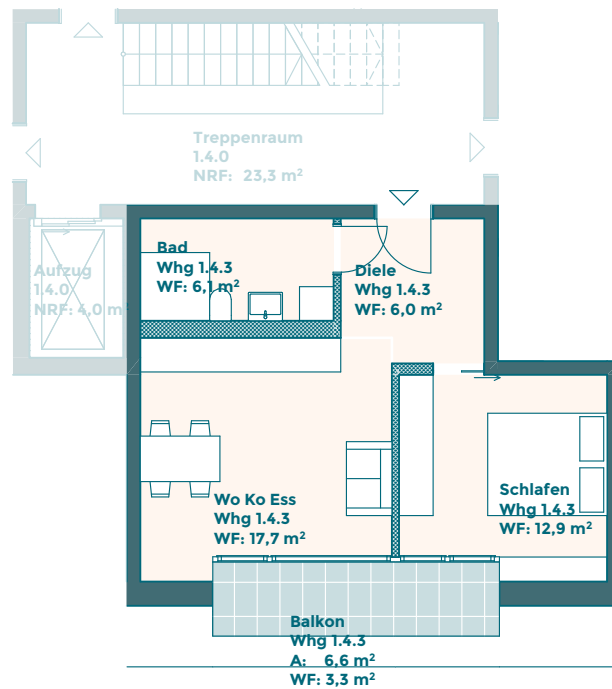 Treppenraum
1.4.0
NRF: 23,3 m²
Aufzug
1.4.0
NRF: 4,0 m²
Bad
Whg 1.4.3
WF: 6,1 m²
Diele
Whg 1.4.3
WF: 6,0 m²
Wo Ko Ess
Whg 1.4.3
WF: 17,7 m²
Schlafen
Whg 1.4.3
WF: 12,9 m²
Balkon
Whg 1.4.3
A: 6,6 m²
WF: 3,3 m²